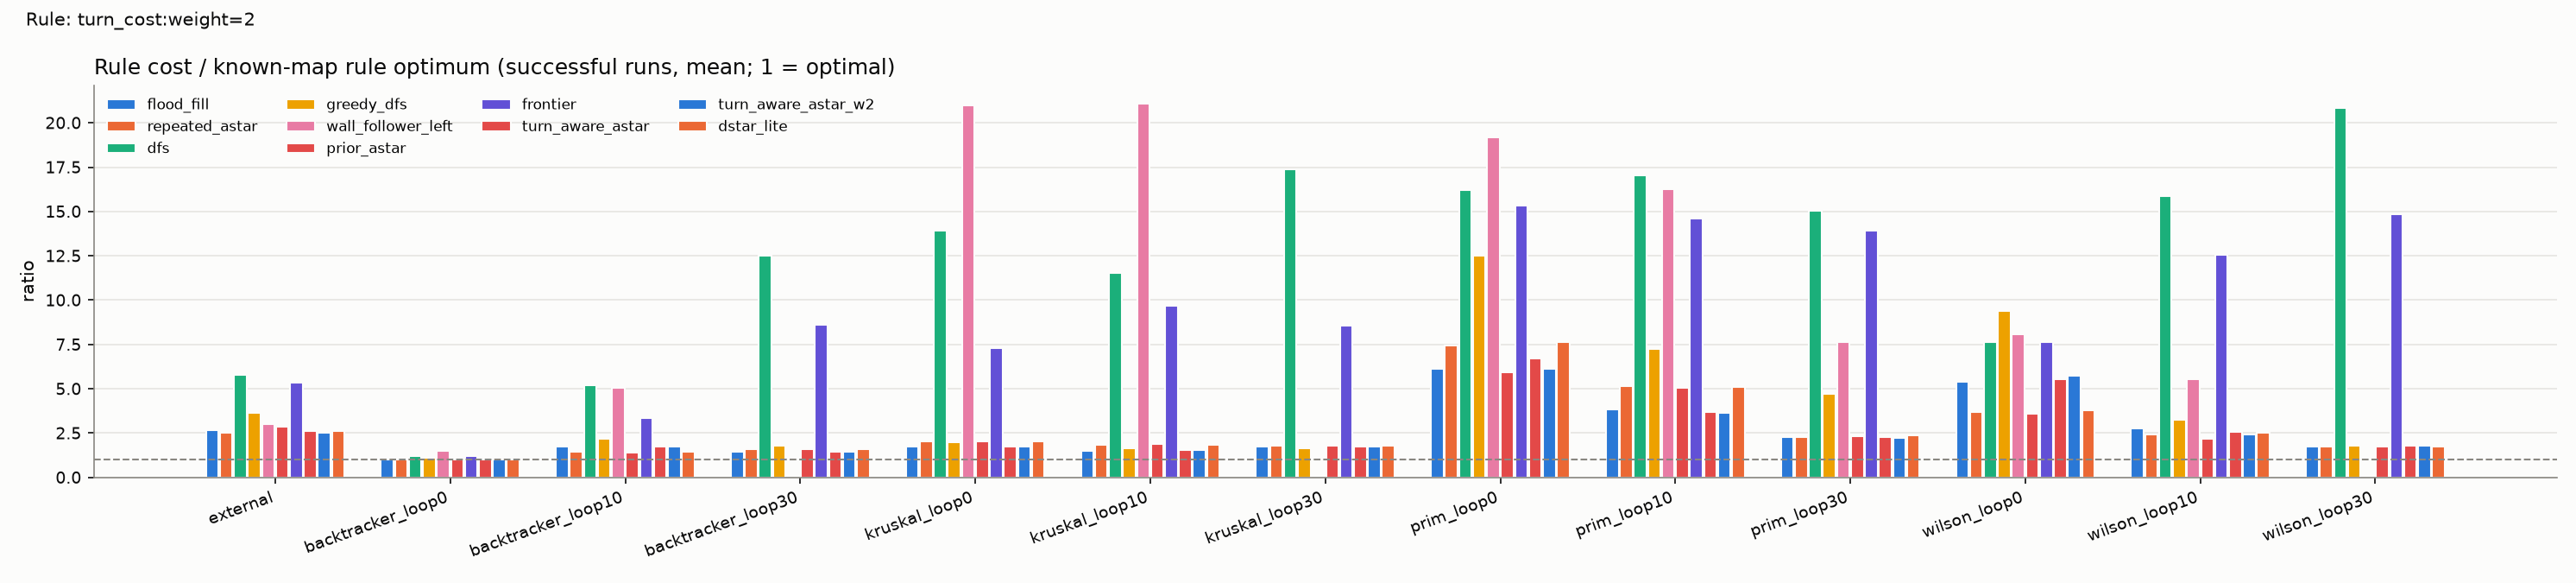 Rule: turn_cost:weight=2
Rule cost / known-map rule optimum (successful runs, mean; 1 = optimal)
flood_fill greedy_dfs frontier turn_aware_astar_w2
repeated_astar wall_follower_left turn_aware_astar dstar_lite
dfs prior_astar
ratio
20.0
17.5
15.0
12.5
10.0
7.5
5.0
2.5
0.0
external backtracker_loop0 backtracker_loop10 backtracker_loop30 kruskal_loop0 kruskal_loop10 kruskal_loop30 prim_loop0 prim_loop10 prim_loop30 wilson_loop0 wilson_loop10 wilson_loop30